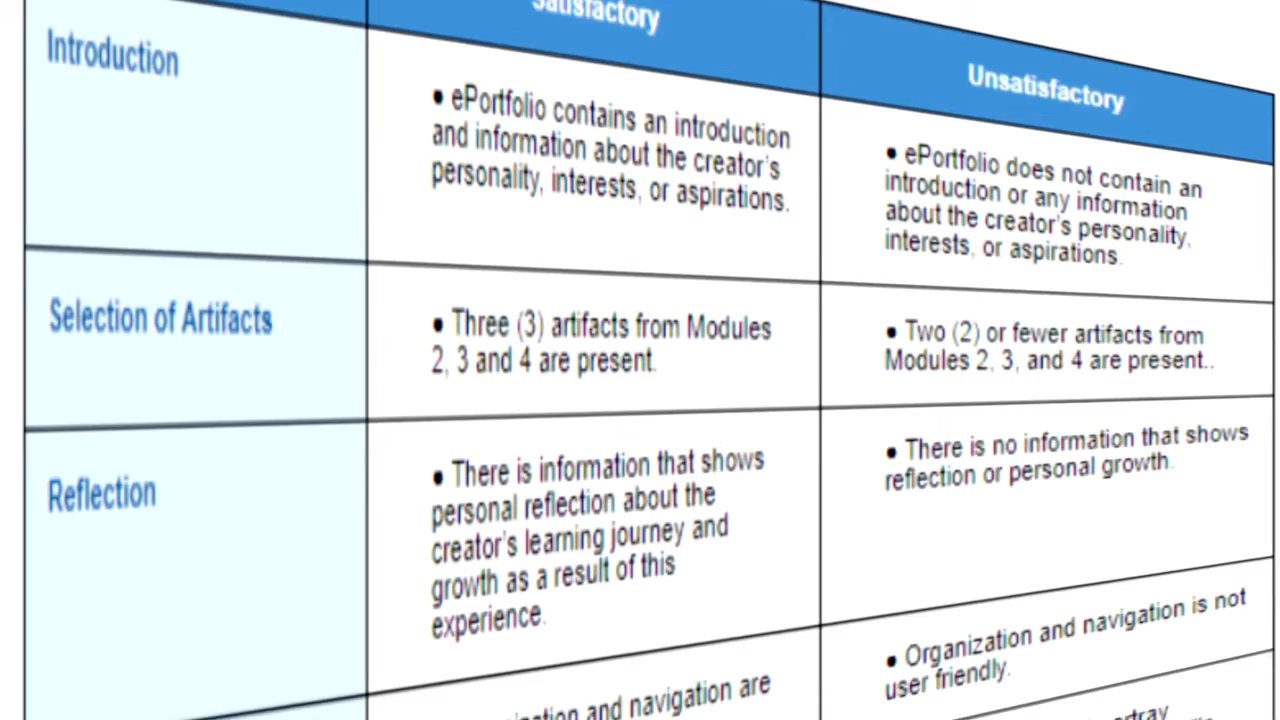 Satisfactory
Unsatisfactory
Introduction
• ePortfolio contains an introduction
and information about the creator's
personality, interests, or aspirations.
• ePortfolio does not contain an
introduction or any information
about the creator's personality,
interests, or aspirations.
Selection of Artifacts
• Three (3) artifacts from Modules
2, 3 and 4 are present.
• Two (2) or fewer artifacts from
Modules 2, 3, and 4 are present..
Reflection
• There is information that shows
personal reflection about the
creator's learning journey and
growth as a result of this
experience.
• There is no information that shows
reflection or personal growth.
and navigation are
• Organization and navigation is not
user friendly.